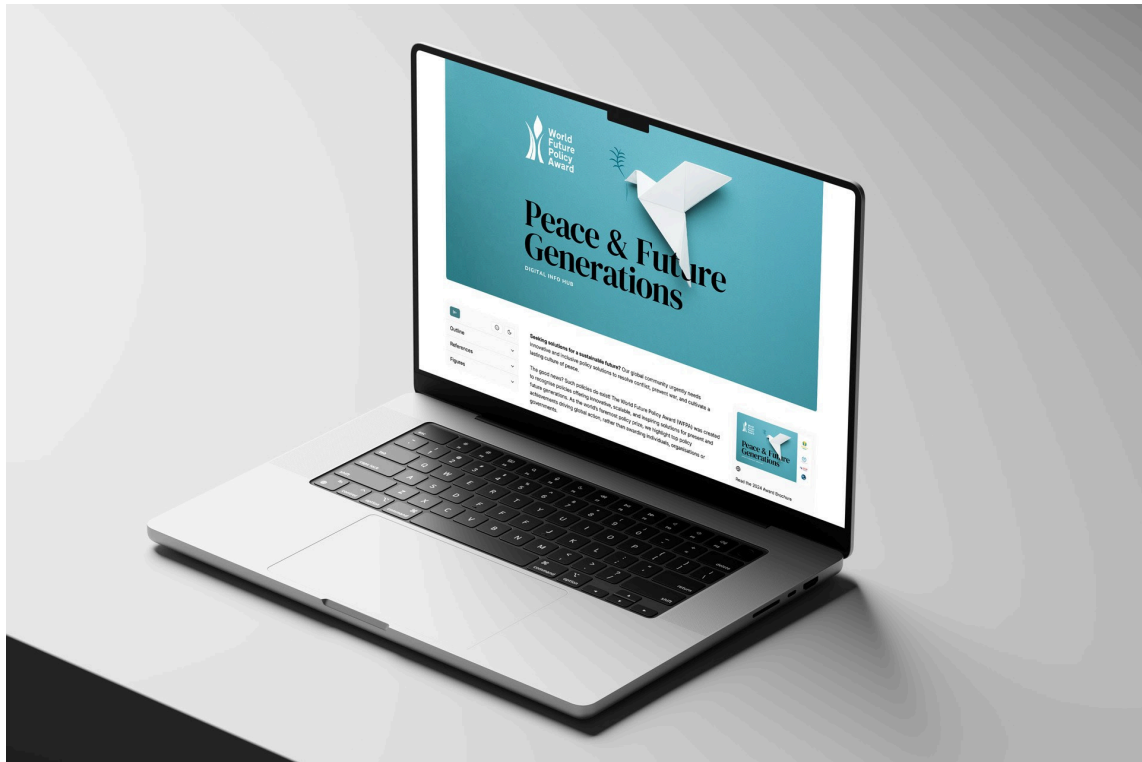 World
Future
Policy
Award
Peace & Future
Generations
DIGITAL INFO HUB
Outline
References
Figures
Seeking solutions for a sustainable future? Our global community urgently needs
innovative and inclusive policy solutions to resolve conflict, prevent war, and cultivate a
lasting culture of peace.
The good news? Such policies do exist! The World Future Policy Award (WFPA) was created
to recognise policies offering innovative, scalable, and inspiring solutions for present and
future generations. As the world's foremost policy prize, we highlight top policy
achievements driving global action, rather than awarding individuals, organisations or
governments.
Peace & Future
Generations
Read the 2024 Award Brochure
Q W E R T Y U O P
A S D F
Z X C V B N M
command
option
return
shift